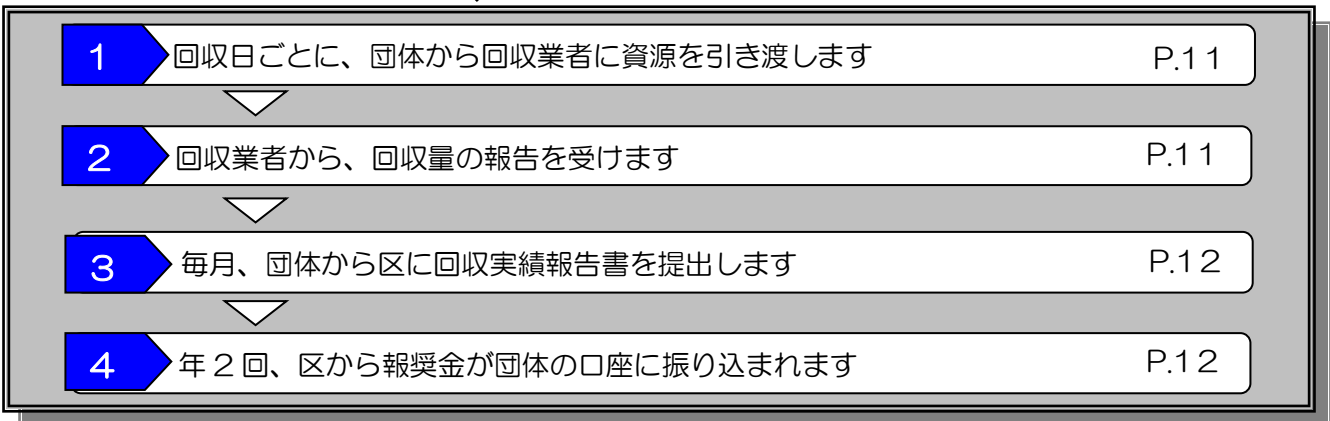 1 回収日ごとに、団体から回収業者に資源を引き渡します P.11
2 回収業者から、回収量の報告を受けます P.11
3 毎月、団体から区に回収実績報告書を提出します P.12
4 年2回、区から報奨金が団体の口座に振り込まれます P.12